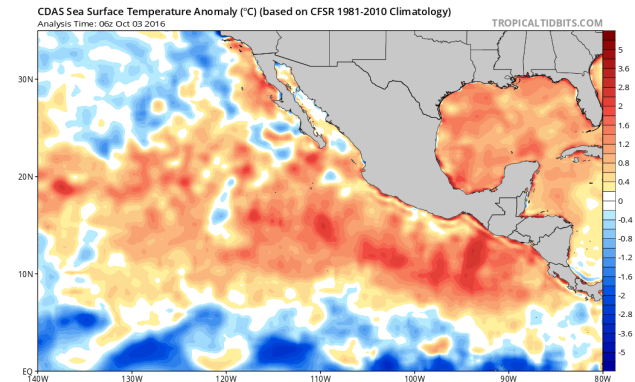 CDAS Sea Surface Temperature Anomaly (°C) (based on CFSR 1981-2010 Climatology)
Analysis Time: 06z Oct 03 2016
TROPICALTIDBITS.COM
30N
20N
10N
EQ
140W
130W
120W
110W
100W
90W
80W
5
3.6
2.8
2
1.6
1.2
0.8
0.4
0
-0.4
-0.8
-1.2
-1.6
-2
-2.8
-3.6
-5